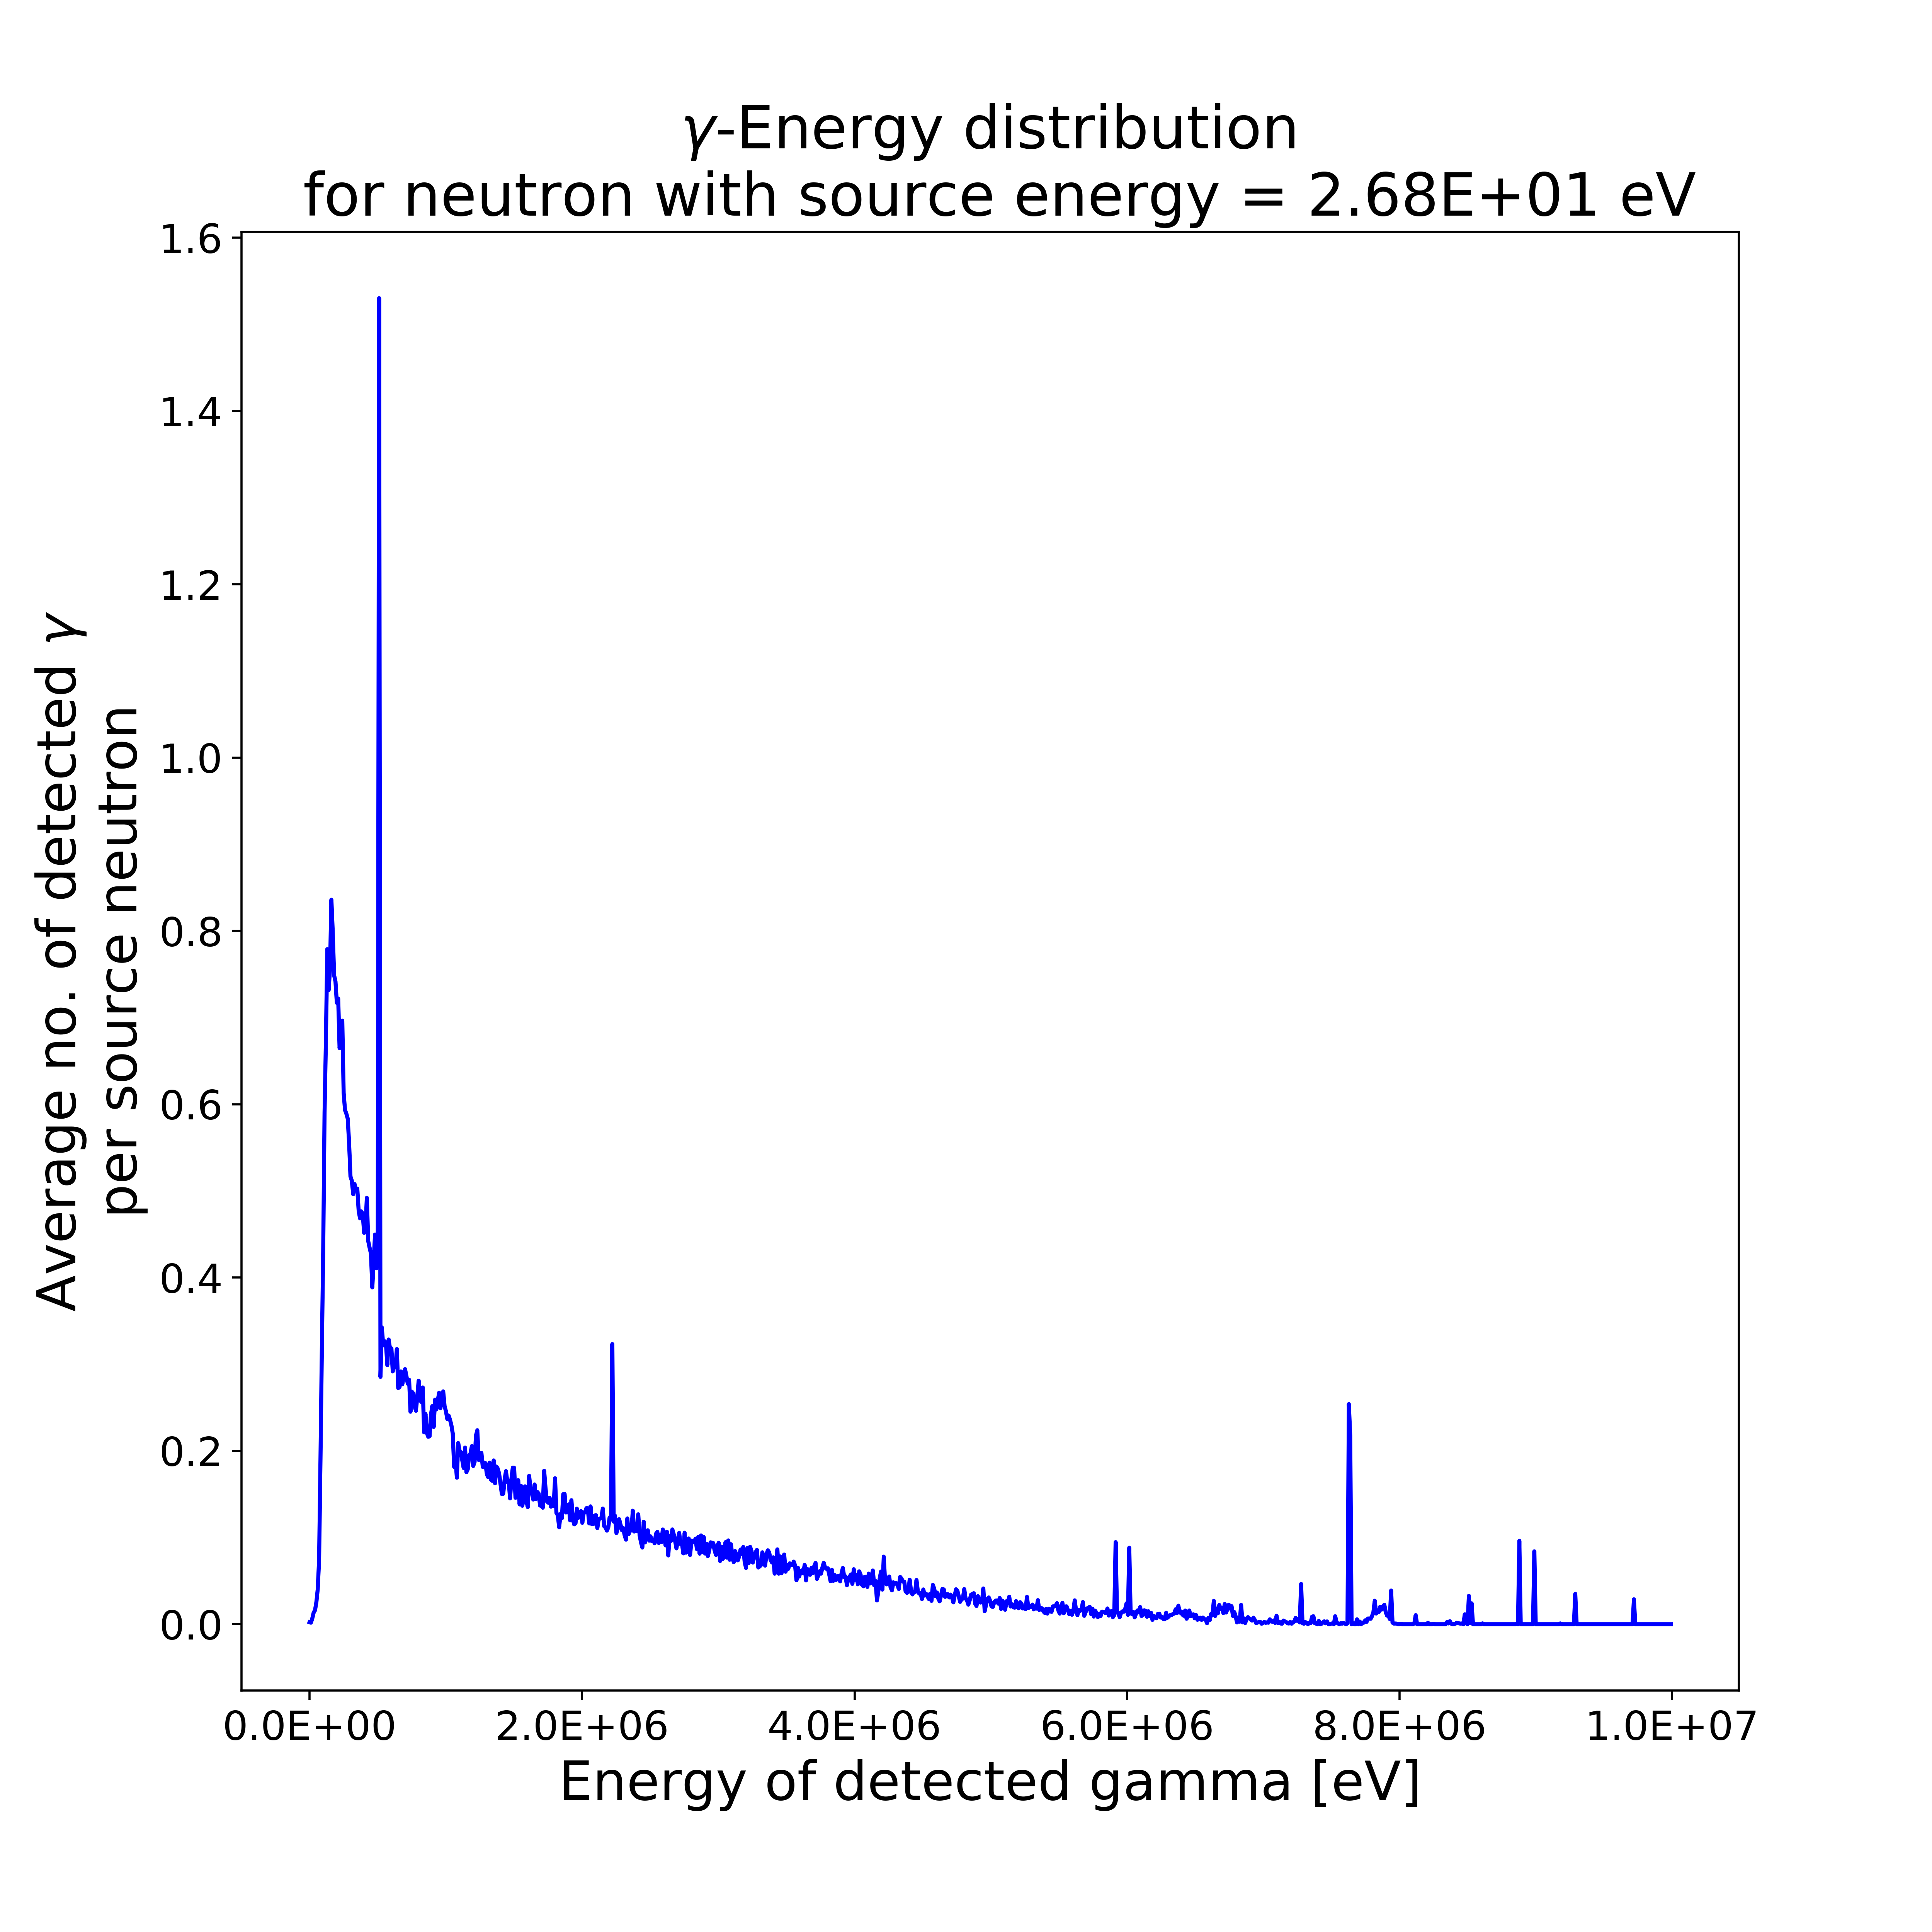 γ-Energy distribution
for neutron with source energy = 2.68E+01 eV
Average no. of detected γ
per source neutron
1.6
1.4
1.2
1.0
0.8
0.6
0.4
0.2
0.0
0.0E+00 2.0E+06 4.0E+06 6.0E+06 8.0E+06 1.0E+07
Energy of detected gamma [eV]